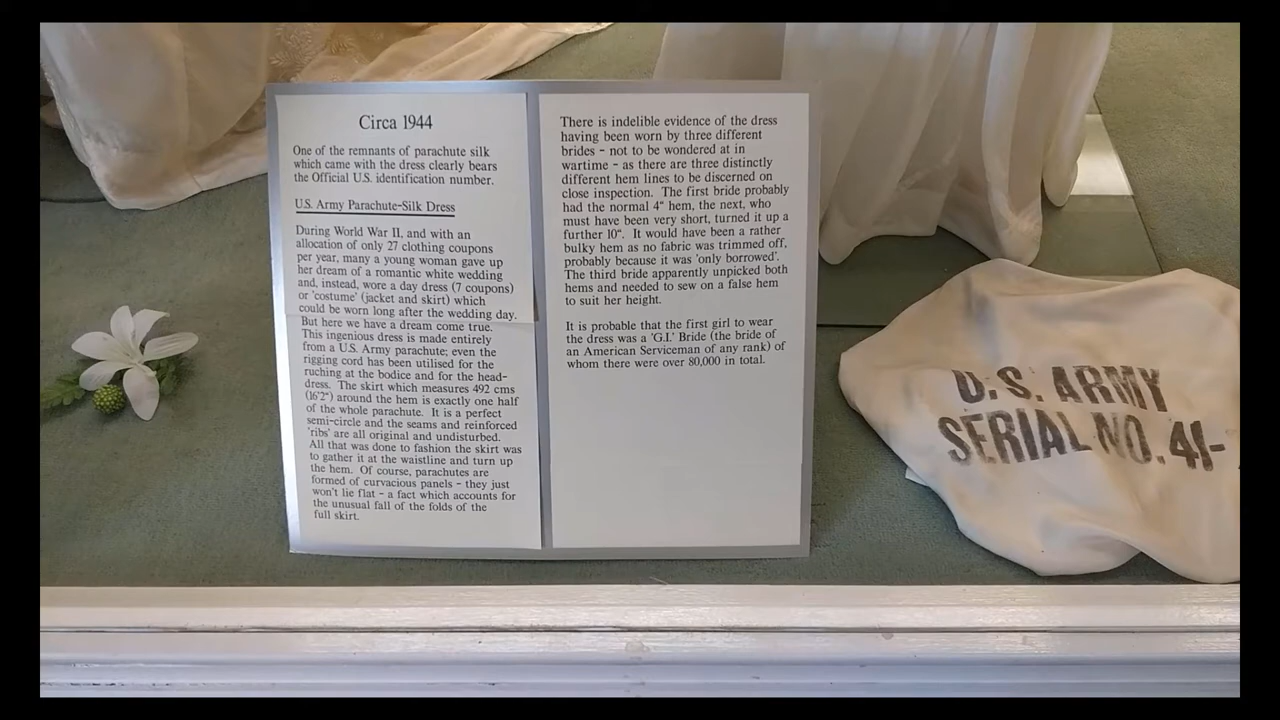 Circa 1944
One of the remnants of parachute silk
which came with the dress clearly bears
the Official U.S. identification number.
U.S. Army Parachute-Silk Dress
During World War II, and with an
allocation of only 27 clothing coupons
per year, many a young woman gave up
her dream of a romantic white wedding
and, instead, wore a day dress (7 coupons)
or 'costume' (jacket and skirt) which
could be worn long after the wedding day.
But here we have a dream come true.
This ingenious dress is made entirely
from a U.S. Army parachute; even the
rigging cord has been utilised for the
ruching at the bodice and for the head-
dress. The skirt which measures 492 cms
(16'2") around the hem is exactly one half
of the whole parachute. It is a perfect
semi-circle and the seams and reinforced
'ribs' are all original and undisturbed.
All that was done to fashion the skirt was
to gather it at the waistline and turn up
the hem. Of course, parachutes are
formed of curvacious panels - they just
won't lie flat - a fact which accounts for
the unusual fall of the folds of the
full skirt.
There is indelible evidence of the dress
having been worn by three different
brides - not to be wondered at in
wartime - as there are three distinctly
different hem lines to be discerned on
close inspection. The first bride probably
had the normal 4" hem, the next, who
must have been very short, turned it up a
further 10". It would have been a rather
bulky hem as no fabric was trimmed off,
probably because it was 'only borrowed'.
The third bride apparently unpicked both
hems and needed to sew on a false hem
to suit her height.
It is probable that the first girl to wear
the dress was a 'G.I.' Bride (the bride of
an American Serviceman of any rank) of
whom there were over 80,000 in total.
U.S. ARMY
SERIAL NO. 41-